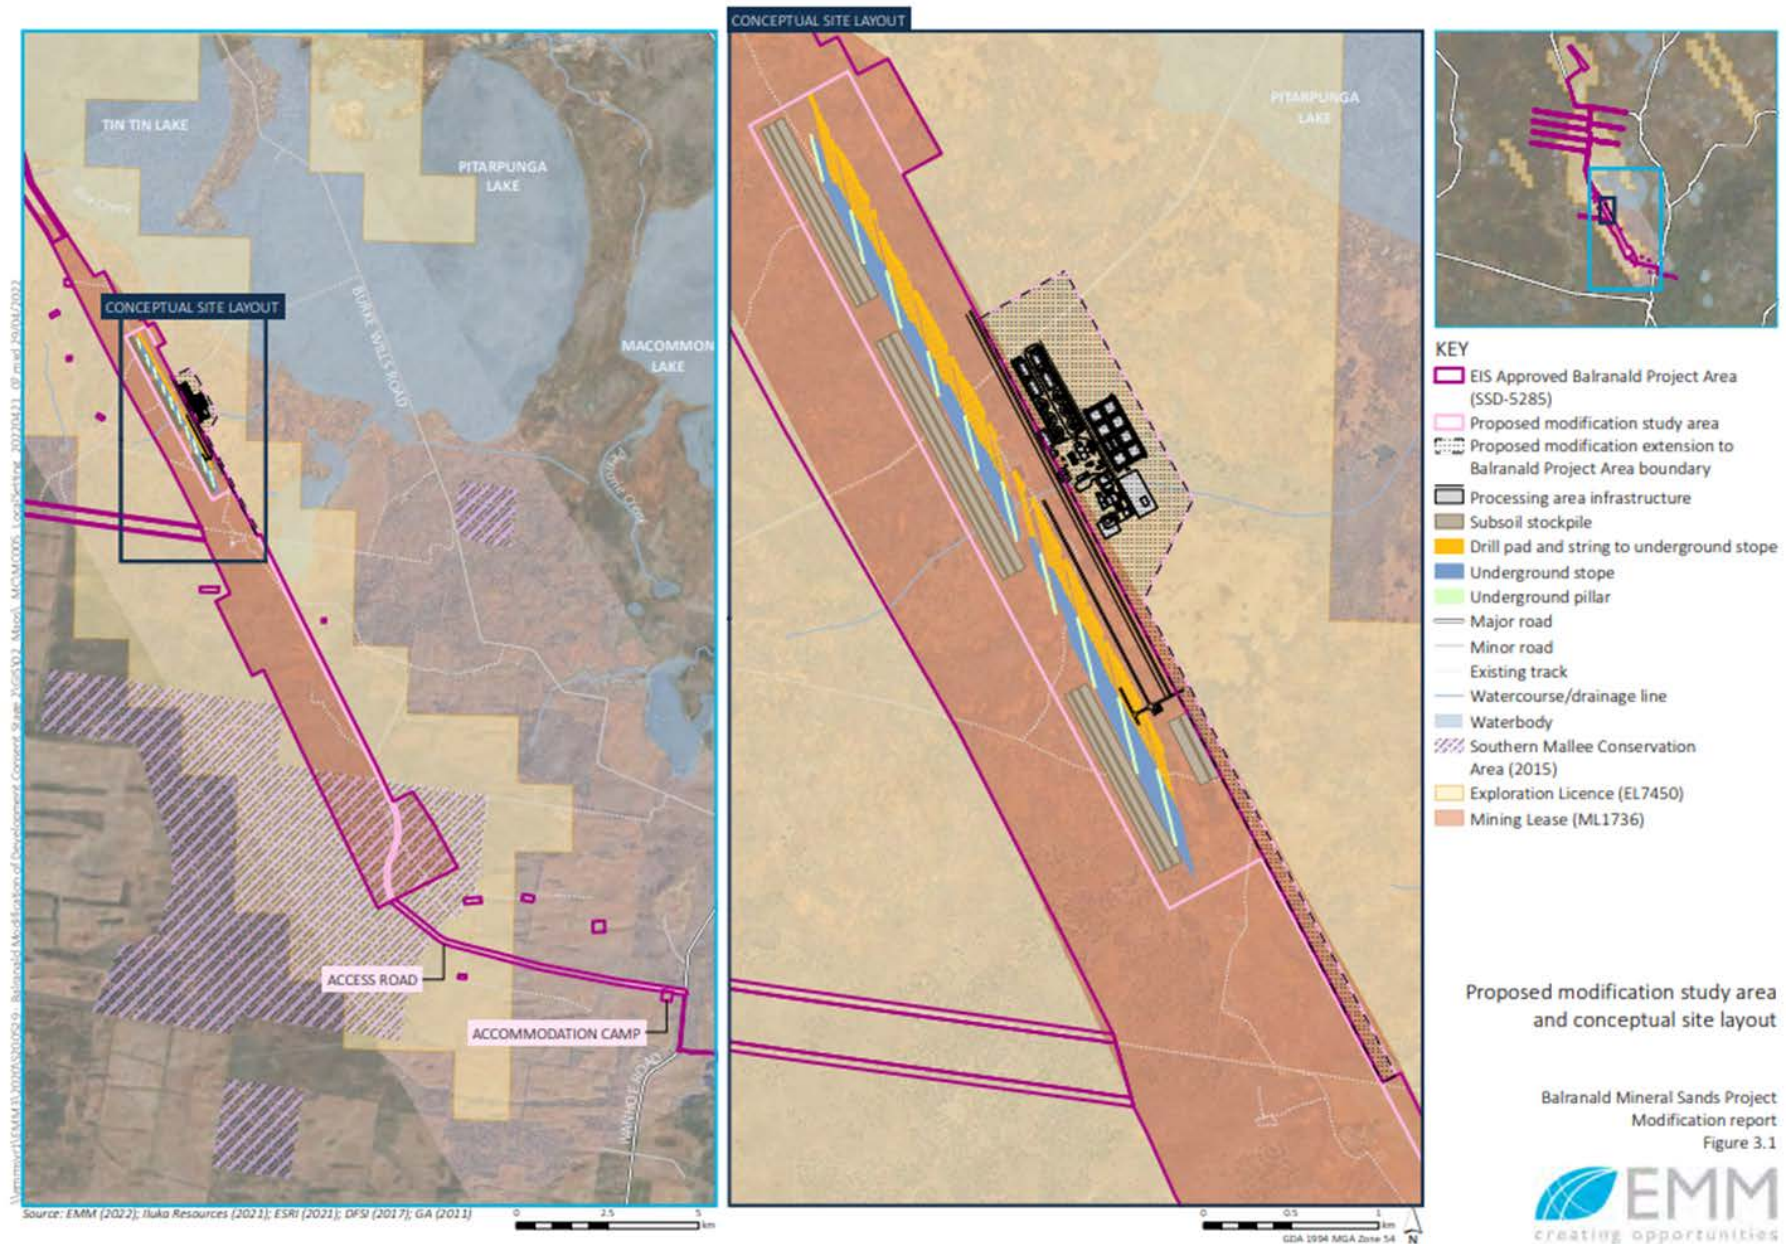 CONCEPTUAL SITE LAYOUT
TIN TIN LAKE
PITARPUNGA
LAKE
CONCEPTUAL SITE LAYOUT
BURKE WILLS ROAD
MACOMMON
LAKE
ACCESS ROAD
ACCOMMODATION CAMP
IVANHOE ROAD
PITARPUNGA
LAKE
KEY
EIS Approved Balranald Project Area
(SSD-5285)
Proposed modification study area
Proposed modification extension to
Balranald Project Area boundary
Processing area infrastructure
Subsoil stockpile
Drill pad and string to underground stope
Underground stope
Underground pillar
Major road
Minor road
Existing track
Watercourse/drainage line
Waterbody
Southern Mallee Conservation
Area (2015)
Exploration Licence (EL7450)
Mining Lease (ML1736)
Proposed modification study area
and conceptual site layout
Balranald Mineral Sands Project
Modification report
Figure 3.1
EMM
creating opportunities
Source: EMM (2022); Iluka Resources (2021); ESRI (2021); DFSI (2017); GA (2011)
0 2.5 5
km
0 0.5 1
km
GDA 1994 MGA Zone 54
N